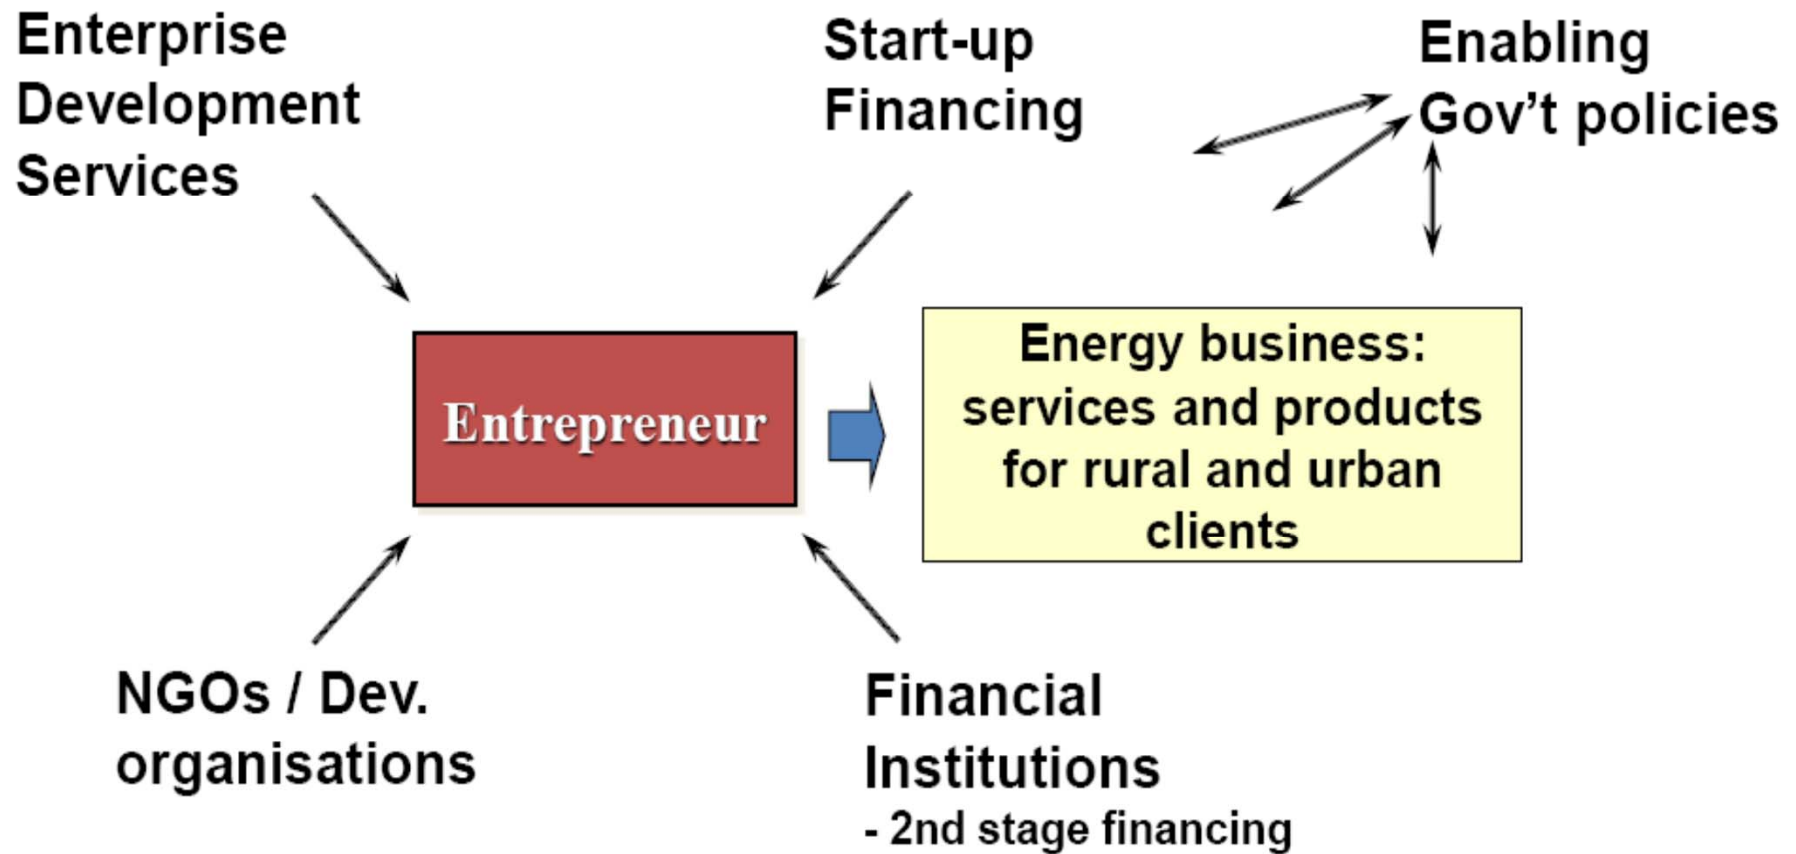 Enterprise
Development
Services
Start-up
Financing
Enabling
Gov't policies
Entrepreneur
Energy business:
services and products
for rural and urban
clients
NGOs / Dev.
organisations
Financial
Institutions
- 2nd stage financing